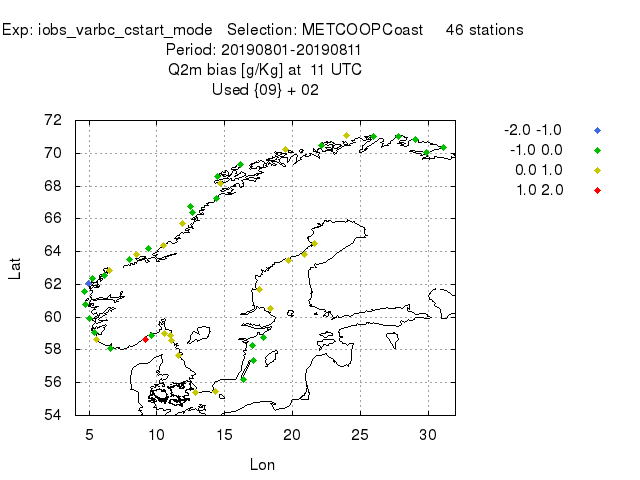 Exp: iobs_varbc_cstart_mode   Selection: METCOOPCoast     46 stations
Period: 20190801-20190811
Q2m bias [g/Kg] at  11 UTC
Used {09} + 02
72
70
68
66
64
62
60
58
56
54
5 10 15 20 25 30
Lat
Lon
-2.0 -1.0
-1.0 0.0
0.0 1.0
1.0 2.0